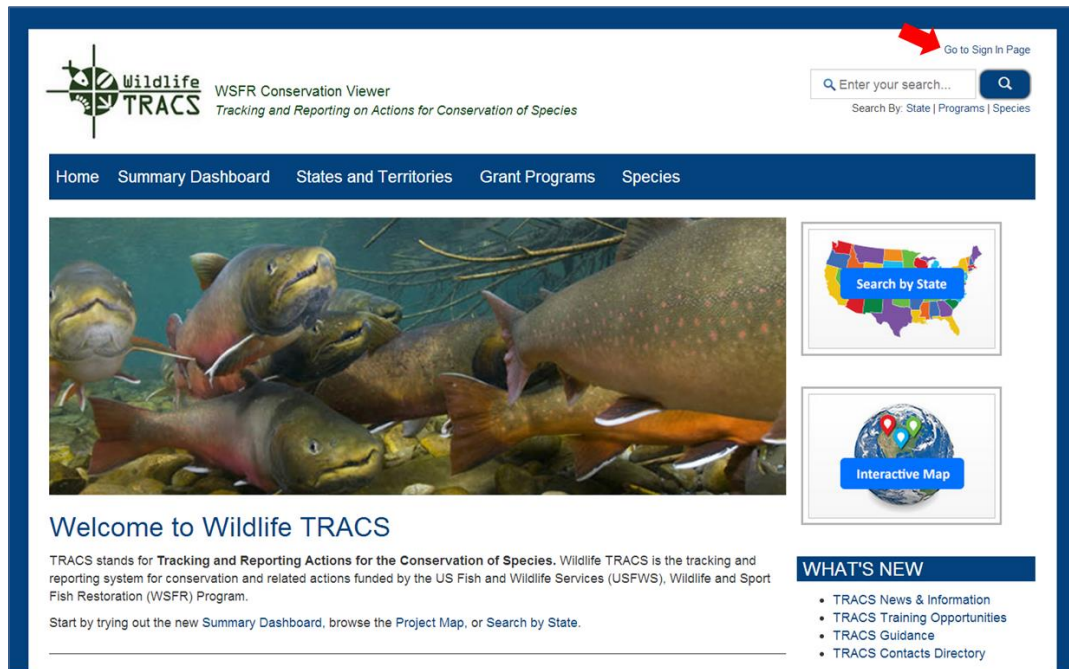 Go to Sign In Page
Wildlife
TRACS
WSFR Conservation Viewer
Tracking and Reporting on Actions for Conservation of Species
Enter your search...
Search By: State | Programs | Species
Home Summary Dashboard States and Territories Grant Programs Species
Search by State
Interactive Map
Welcome to Wildlife TRACS
TRACS stands for Tracking and Reporting Actions for the Conservation of Species. Wildlife TRACS is the tracking and
reporting system for conservation and related actions funded by the US Fish and Wildlife Services (USFWS), Wildlife and Sport
Fish Restoration (WSFR) Program.
Start by trying out the new Summary Dashboard, browse the Project Map, or Search by State.
WHAT'S NEW
• TRACS News & Information
• TRACS Training Opportunities
• TRACS Guidance
• TRACS Contacts Directory